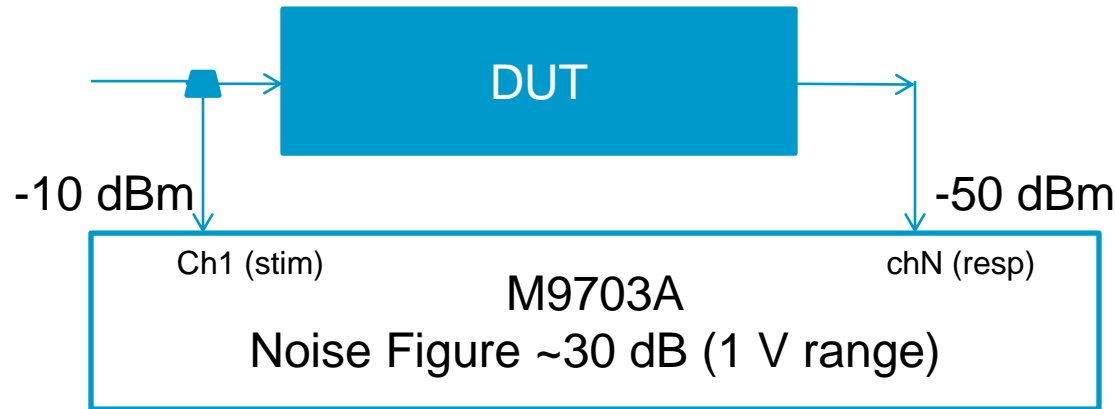 DUT
-10 dBm
-50 dBm
Ch1 (stim)
chN (resp)
M9703A
Noise Figure ~30 dB (1 V range)